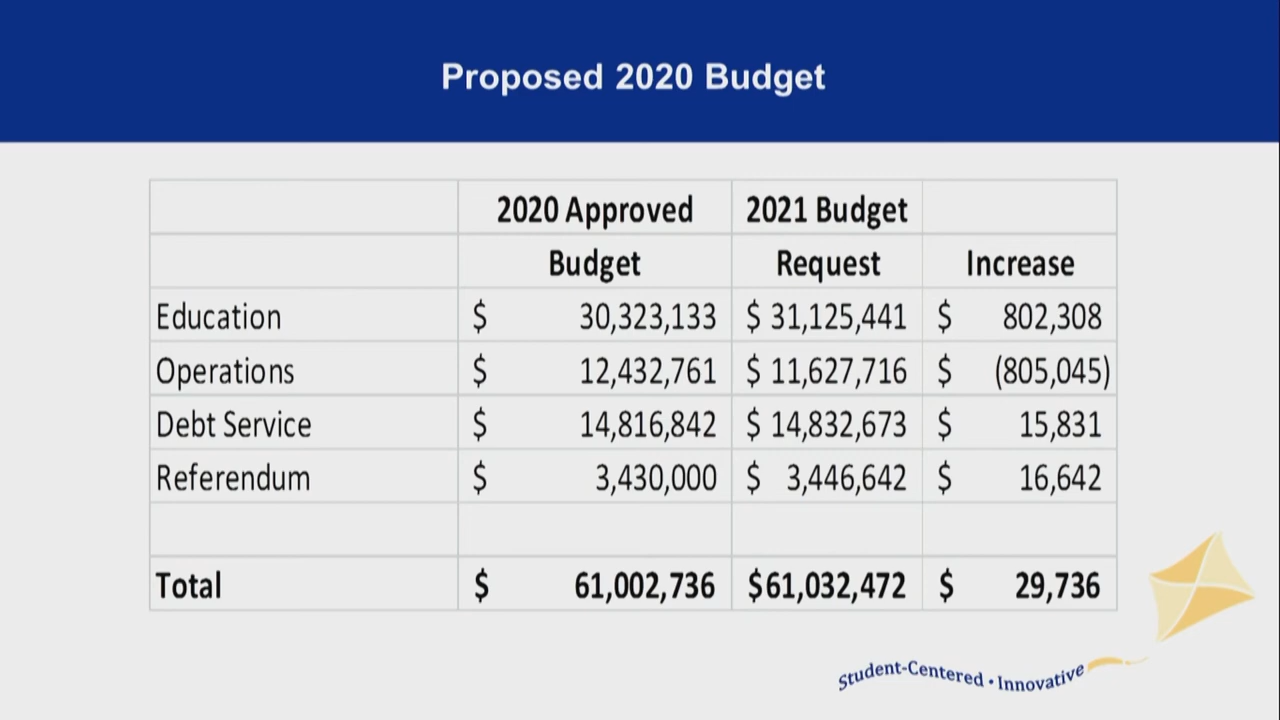 Proposed 2020 Budget
2020 Approved 2021 Budget
Budget Request Increase
Education $ 30,323,133 $ 31,125,441 $ 802,308
Operations $ 12,432,761 $ 11,627,716 $ (805,045)
Debt Service $ 14,816,842 $ 14,832,673 $ 15,831
Referendum $ 3,430,000 $ 3,446,642 $ 16,642
Total $ 61,002,736 $61,032,472 $ 29,736
Student-Centered • Innovative